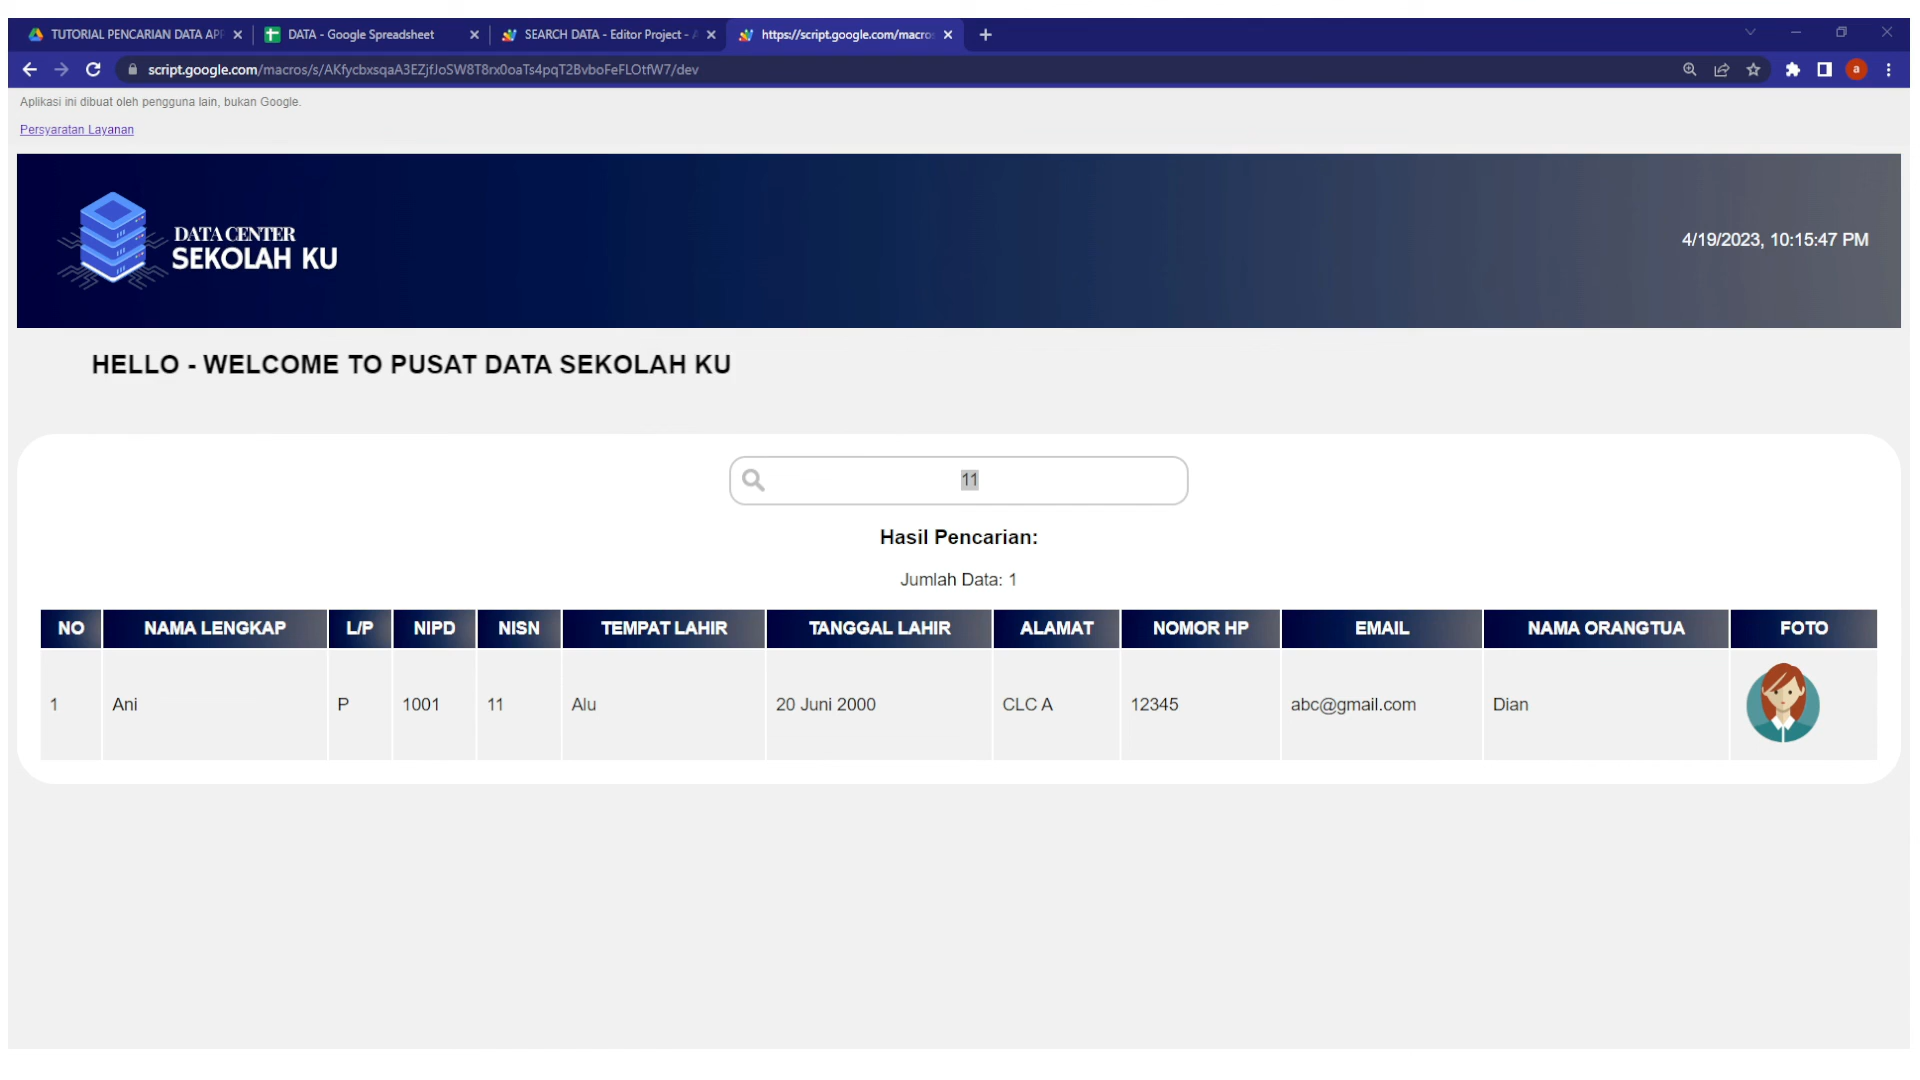 TUTORIAL PENCARIAN DATA APP
DATA - Google Spreadsheet
SEARCH DATA - Editor Project - A
https://script.google.com/macros
script.google.com/macros/s/AKfycbxsqaA3EZjfJoSW8T8rx0oaTs4pqT2BvboFeFLOtfW7/dev
a
Aplikasi ini dibuat oleh pengguna lain, bukan Google.
Persyaratan Layanan
DATA CENTER
SEKOLAH KU
4/19/2023, 10:15:47 PM
HELLO - WELCOME TO PUSAT DATA SEKOLAH KU
11
Hasil Pencarian:
Jumlah Data: 1
NO NAMA LENGKAP L/P NIPD NISN TEMPAT LAHIR TANGGAL LAHIR ALAMAT NOMOR HP EMAIL NAMA ORANGTUA FOTO
1 Ani P 1001 11 Alu 20 Juni 2000 CLC A 12345 abc@gmail.com Dian